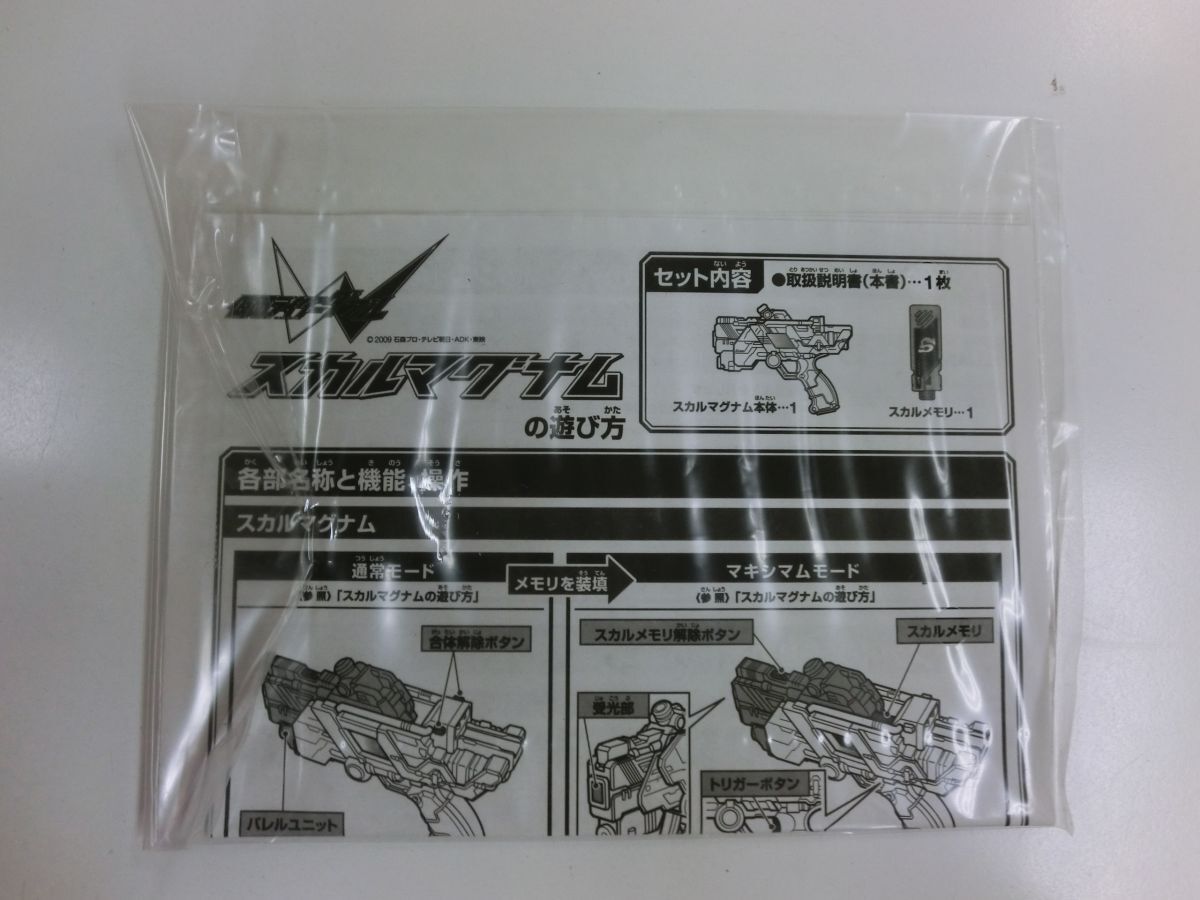 仮面ライダーW
©2009 石森プロ・テレビ朝日・ADK・東映
スカルマグナム
の遊び方
セット内容
●取扱説明書(本書)…1枚
スカルマグナム本体…1
スカルメモリ…1
各部名称と機能・操作
スカルマグナム
通常モード
《参照》「スカルマグナムの遊び方」
メモリを装填
マキシマムモード
《参照》「スカルマグナムの遊び方」
合体解除ボタン
バレルユニット
スカルメモリ解除ボタン
スカルメモリ
受光部
トリガーボタン